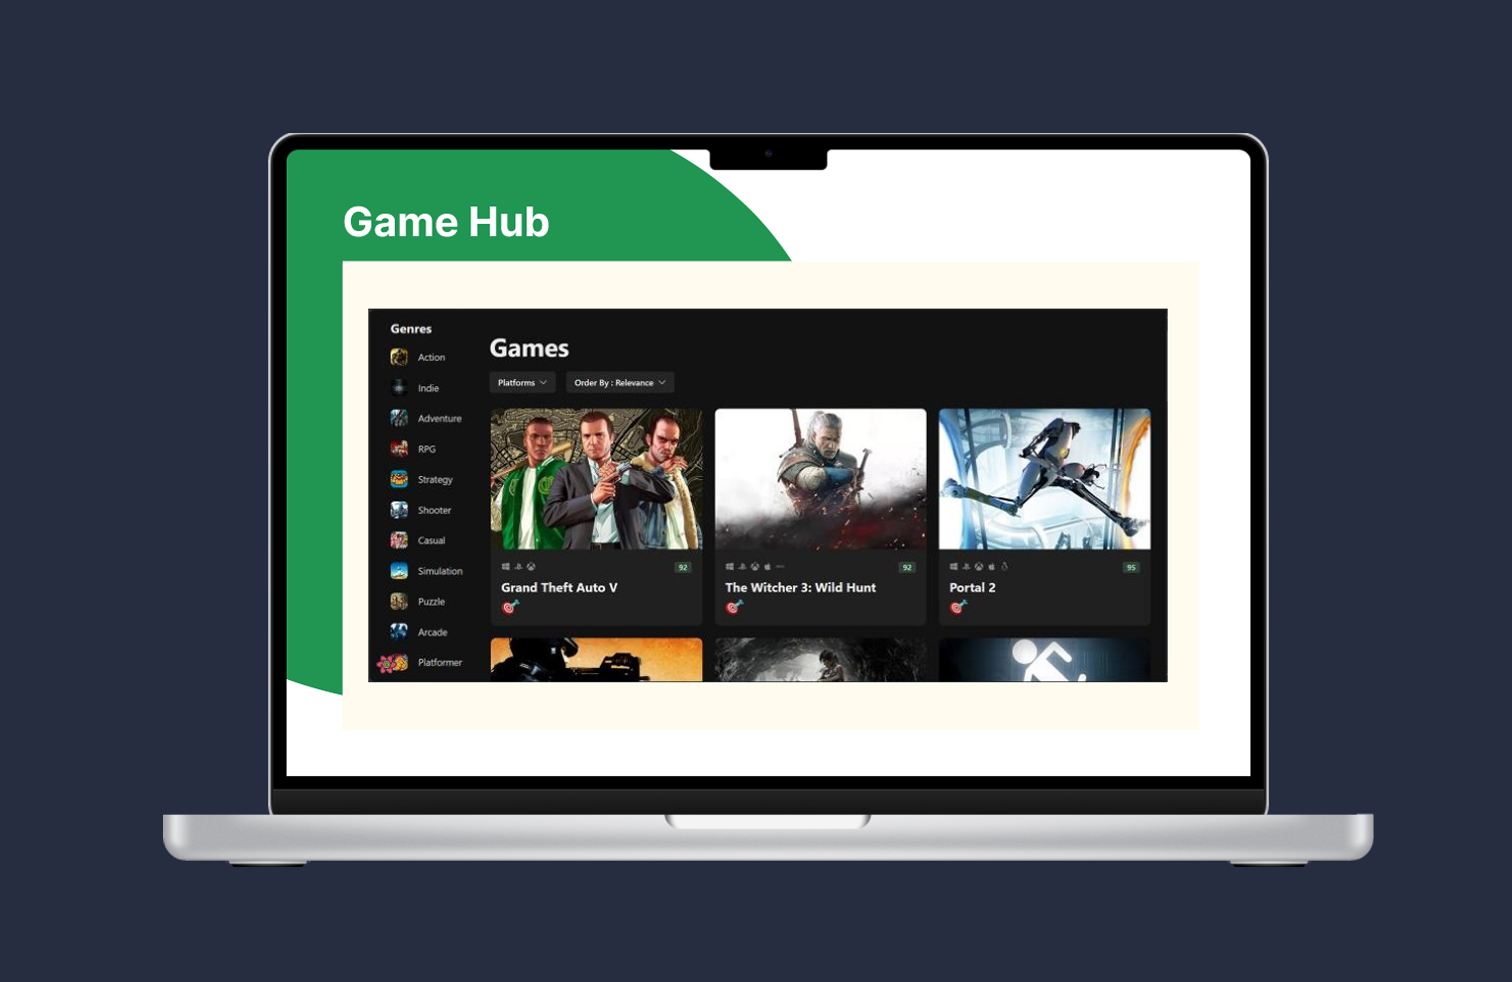 Game Hub
Genres
Action
Indie
Adventure
RPG
Strategy
Shooter
Casual
Simulation
Puzzle
Arcade
Platformer
Games
Platforms
Order By : Relevance
92
Grand Theft Auto V
92
The Witcher 3: Wild Hunt
95
Portal 2